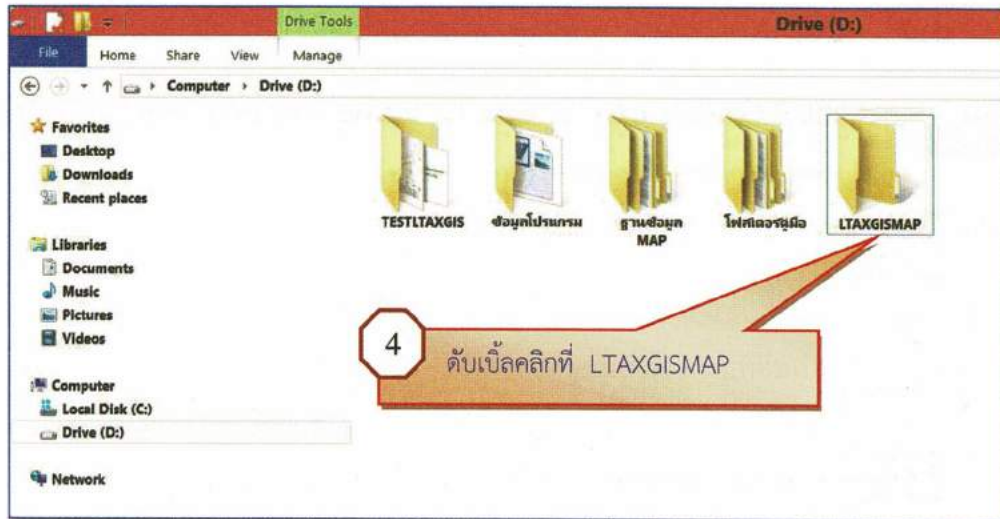 Drive Tools
Drive (D:)
File Home Share View Manage
Computer Drive (D:)
Favorites
Desktop
Downloads
Recent places
Libraries
Documents
Music
Pictures
Videos
Computer
Local Disk (C:)
Drive (D:)
Network
TESTLTAXGIS
ข้อมูลโปรแกรม
ฐานข้อมูล
MAP
โฟสเตอร์คู่มือ
LTAXGISMAP
4
ดับเบิ้ลคลิกที่ LTAXGISMAP